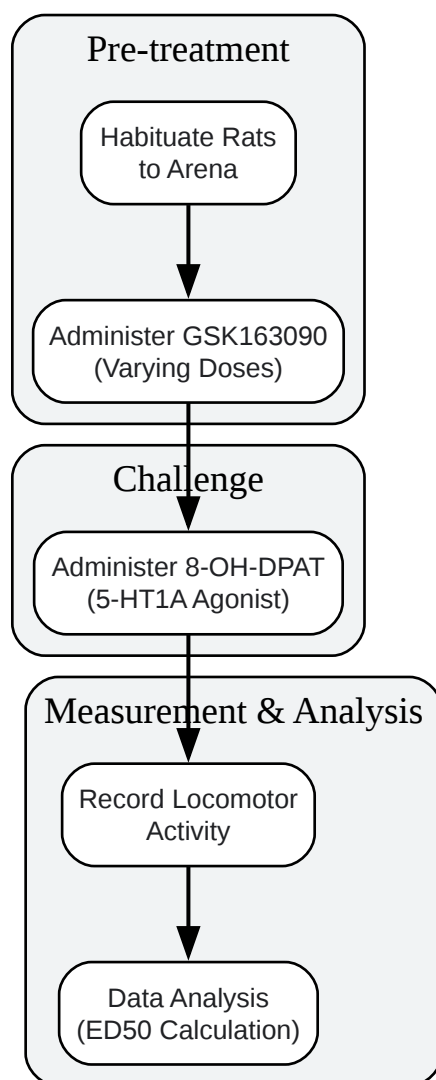 Pre-treatment
Habituate Rats
to Arena
Administer GSK163090
(Varying Doses)
Challenge
Administer 8-OH-DPAT
(5-HT1A Agonist)
Measurement & Analysis
Record Locomotor
Activity
Data Analysis
(ED50 Calculation)